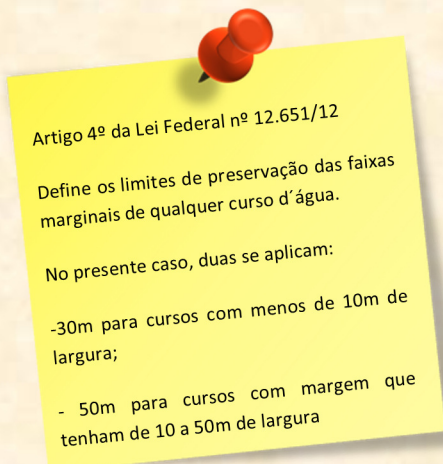 Artigo 4º da Lei Federal nº 12.651/12
Define os limites de preservação das faixas
marginais de qualquer curso d´água.
No presente caso, duas se aplicam:
-30m para cursos com menos de 10m de
largura;
- 50m para cursos com margem que
tenham de 10 a 50m de largura